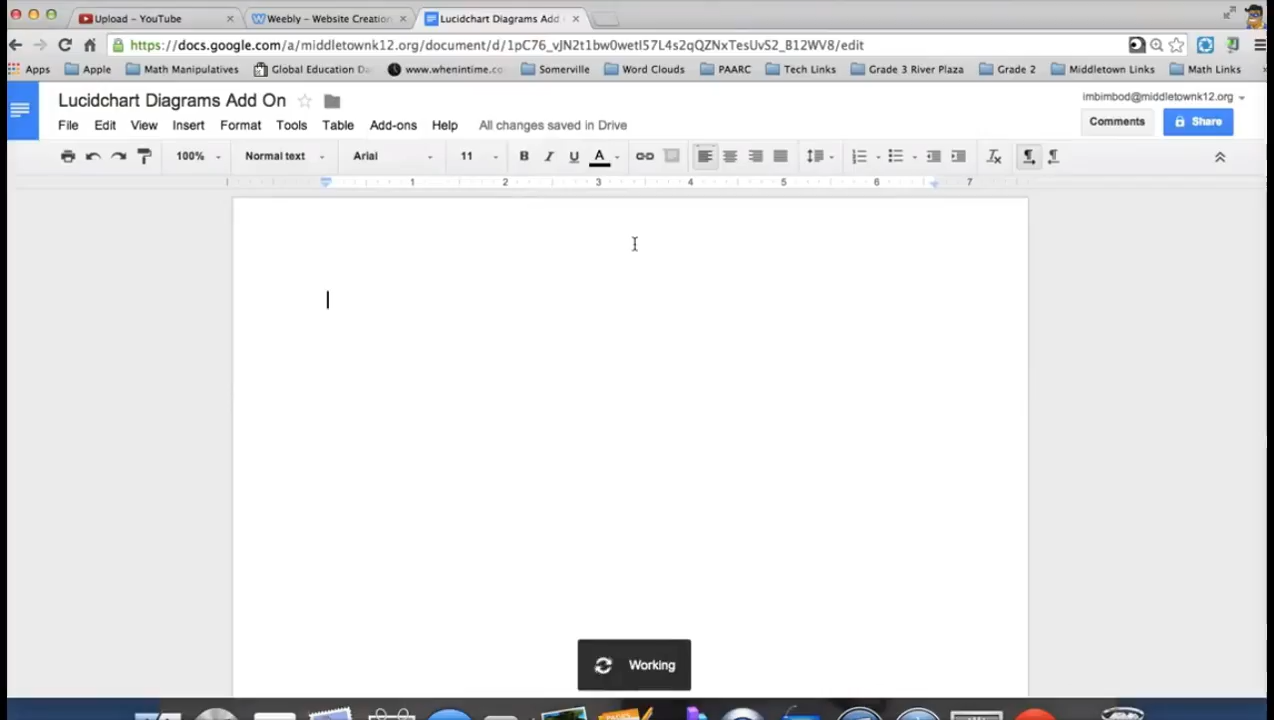 Upload – YouTube
Weebly – Website Creation
Lucidchart Diagrams Add
https://docs.google.com/a/middletownk12.org/document/d/1pC76_vJN2t1bw0wetI57L4s2qQZNxTesUvS2_B12WV8/edit
Apps Apple Math Manipulatives Global Education Da www.whenintime.co Somerville Word Clouds PAARC Tech Links Grade 3 River Plaza Grade 2 Middletown Links Math Links
Lucidchart Diagrams Add On
imbimbod@middletownk12.org
File Edit View Insert Format Tools Table Add-ons Help All changes saved in Drive
Comments Share
100% Normal text Arial 11 B I U A
1 2 3 4 5 6 7
Working